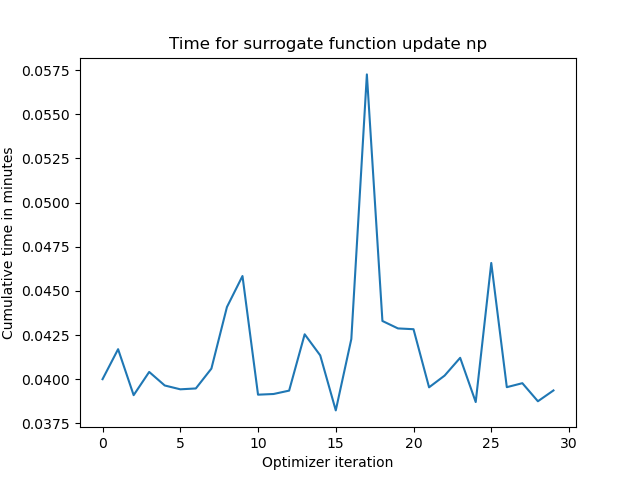 Time for surrogate function update np
Cumulative time in minutes
0.0575
0.0550
0.0525
0.0500
0.0475
0.0450
0.0425
0.0400
0.0375
0 5 10 15 20 25 30
Optimizer iteration